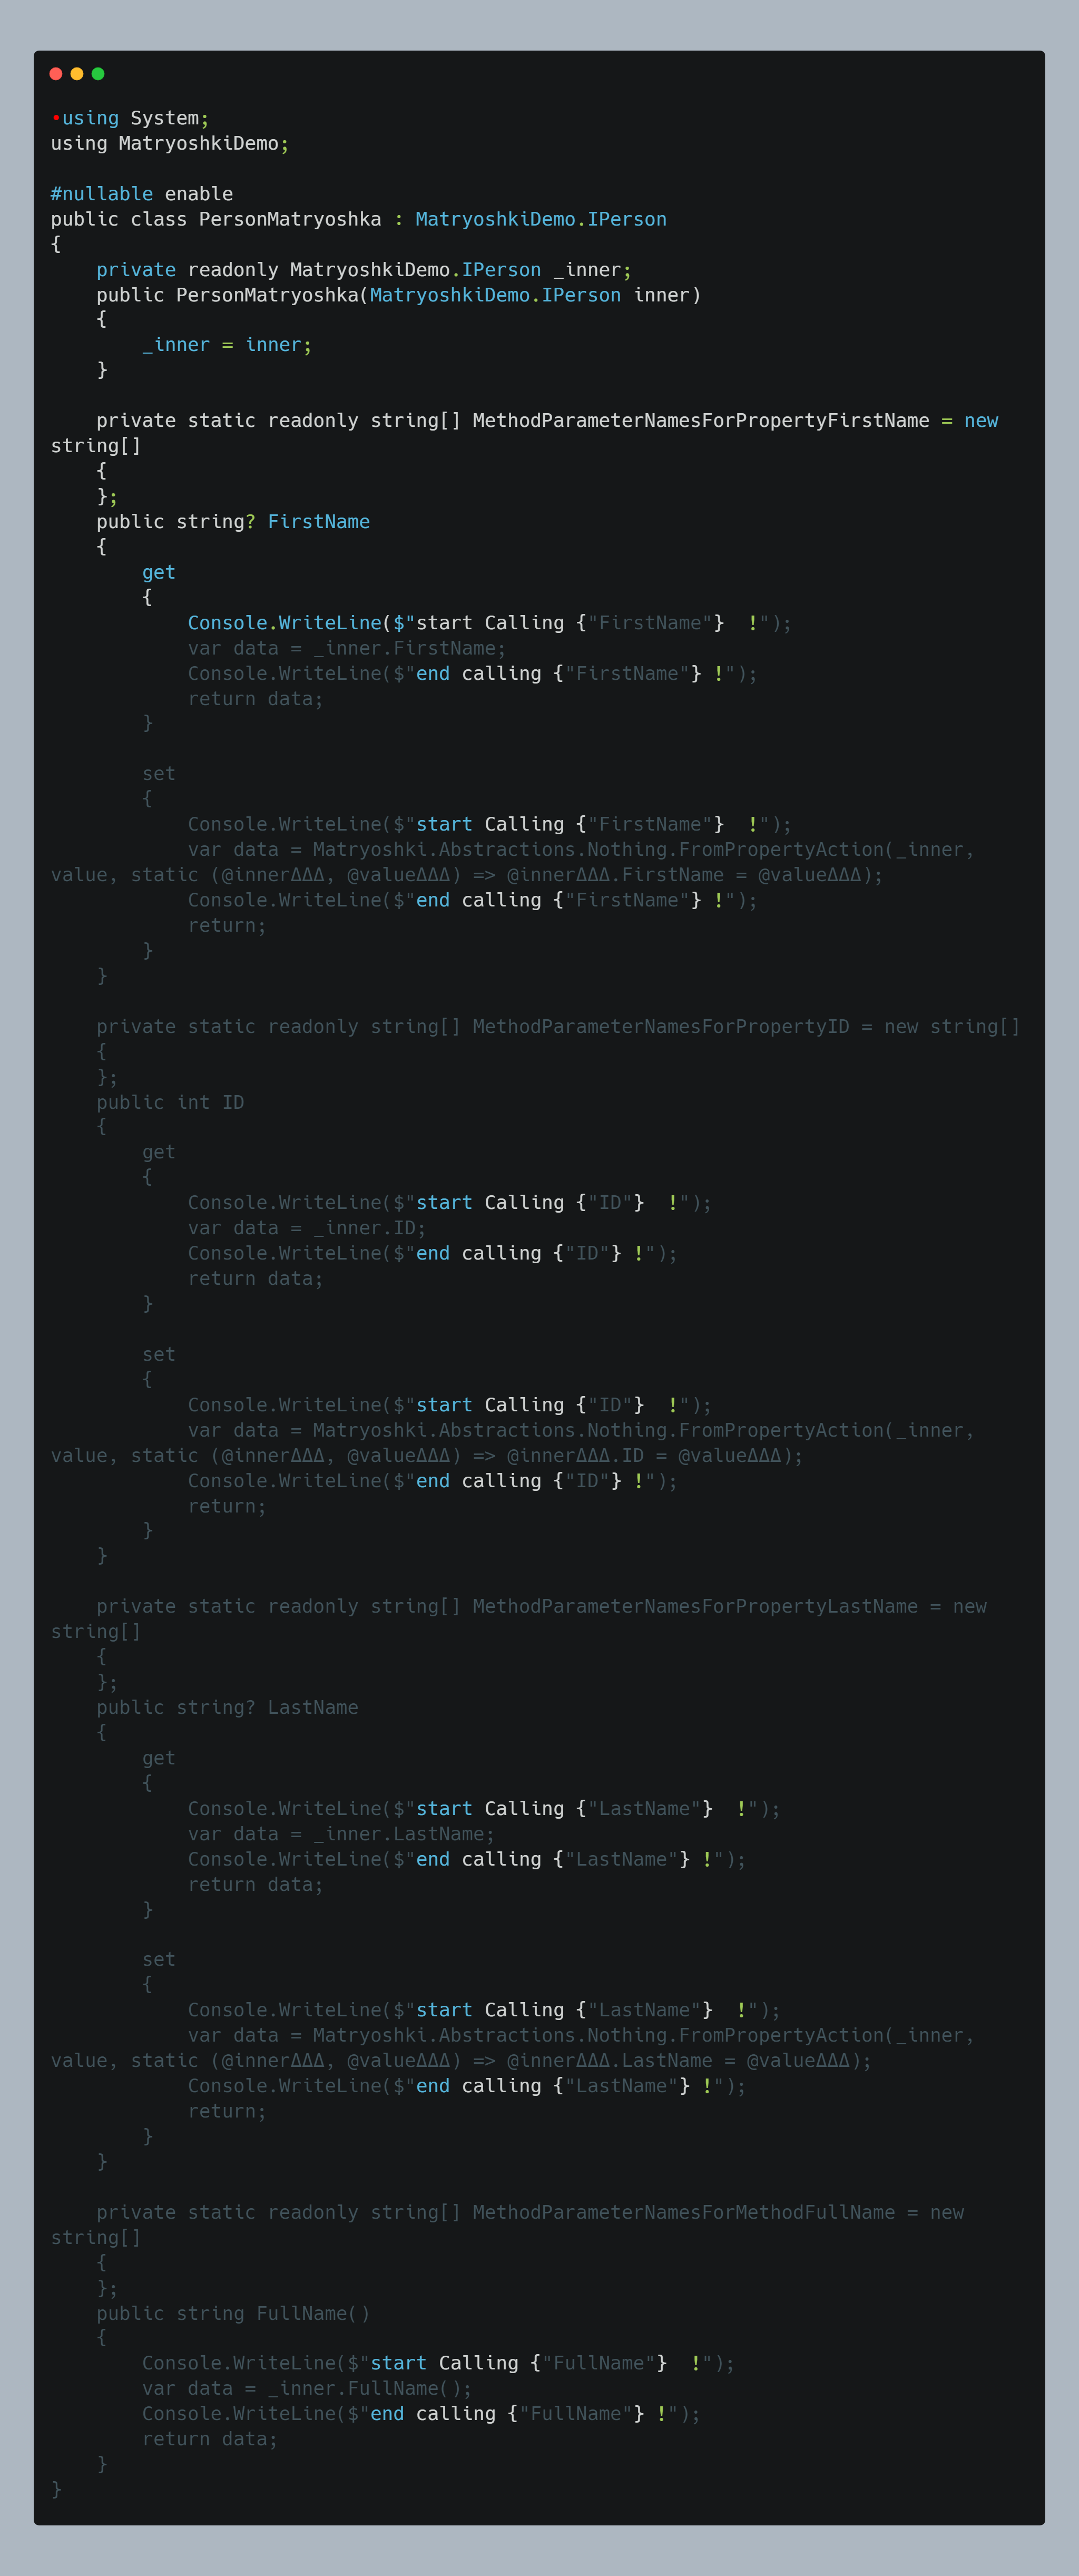 •using System;
using MatryoshkiDemo;

#nullable enable
public class PersonMatryoshka : MatryoshkiDemo.IPerson
{
    private readonly MatryoshkiDemo.IPerson _inner;
    public PersonMatryoshka(MatryoshkiDemo.IPerson inner)
    {
        _inner = inner;
    }

    private static readonly string[] MethodParameterNamesForPropertyFirstName = new
string[]
    {
    };
    public string? FirstName
    {
        get
        {
            Console.WriteLine($"start Calling {"FirstName"}  !");
            var data = _inner.FirstName;
            Console.WriteLine($"end calling {"FirstName"} !");
            return data;
        }

        set
        {
            Console.WriteLine($"start Calling {"FirstName"}  !");
            var data = Matryoshki.Abstractions.Nothing.FromPropertyAction(_inner,
value, static (@innerΔΔΔ, @valueΔΔΔ) => @innerΔΔΔ.FirstName = @valueΔΔΔ);
            Console.WriteLine($"end calling {"FirstName"} !");
            return;
        }
    }

    private static readonly string[] MethodParameterNamesForPropertyID = new string[]
    {
    };
    public int ID
    {
        get
        {
            Console.WriteLine($"start Calling {"ID"}  !");
            var data = _inner.ID;
            Console.WriteLine($"end calling {"ID"} !");
            return data;
        }

        set
        {
            Console.WriteLine($"start Calling {"ID"}  !");
            var data = Matryoshki.Abstractions.Nothing.FromPropertyAction(_inner,
value, static (@innerΔΔΔ, @valueΔΔΔ) => @innerΔΔΔ.ID = @valueΔΔΔ);
            Console.WriteLine($"end calling {"ID"} !");
            return;
        }
    }

    private static readonly string[] MethodParameterNamesForPropertyLastName = new
string[]
    {
    };
    public string? LastName
    {
        get
        {
            Console.WriteLine($"start Calling {"LastName"}  !");
            var data = _inner.LastName;
            Console.WriteLine($"end calling {"LastName"} !");
            return data;
        }

        set
        {
            Console.WriteLine($"start Calling {"LastName"}  !");
            var data = Matryoshki.Abstractions.Nothing.FromPropertyAction(_inner,
value, static (@innerΔΔΔ, @valueΔΔΔ) => @innerΔΔΔ.LastName = @valueΔΔΔ);
            Console.WriteLine($"end calling {"LastName"} !");
            return;
        }
    }

    private static readonly string[] MethodParameterNamesForMethodFullName = new
string[]
    {
    };
    public string FullName()
    {
        Console.WriteLine($"start Calling {"FullName"}  !");
        var data = _inner.FullName();
        Console.WriteLine($"end calling {"FullName"} !");
        return data;
    }
}